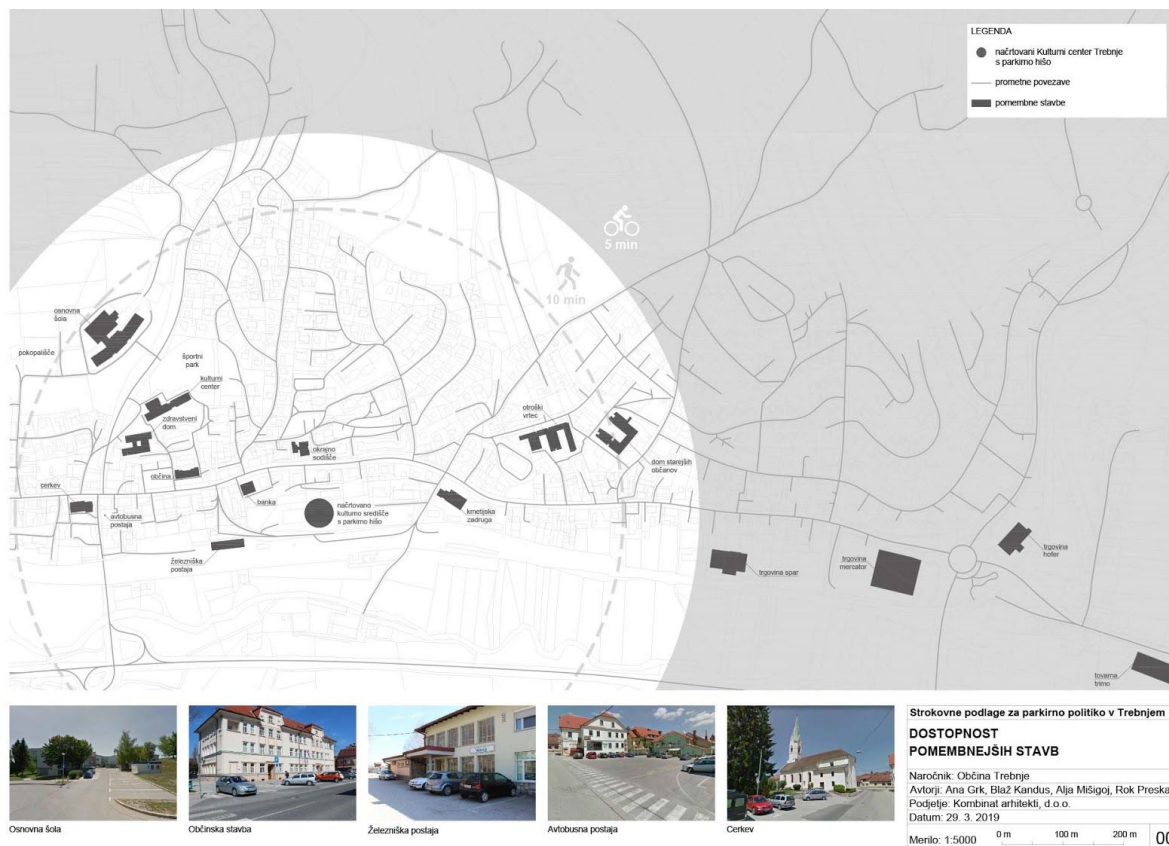 LEGENDA
načrtovani Kulturni center Trebnje
s parkirno hišo
prometne povezave
pomembne stavbe
5 min
10 min
osnovna
šola
pokopališče
športni
park
kulturni
center
zdravstveni
dom
otroški
vrtec
okrajno
sodišče
občina
dom starejših
občanov
cerkev
banka
avtobusna
postaja
načrtovano
kulturno središče
s parkirno hišo
kmetijska
zadruga
železniška
postaja
trgovina spar
trgovina
mercator
trgovina
hofer
tovarna
trimo
Osnovna šola
Občinska stavba
Železniška postaja
Avtobusna postaja
Cerkev
Strokovne podlage za parkirno politiko v Trebnjem
DOSTOPNOST
POMEMBNEJŠIH STAVB
Naročnik: Občina Trebnje
Avtorji: Ana Grk, Blaž Kandus, Alja Mišigoj, Rok Preska
Podjetje: Kombinat arhitekti, d.o.o.
Datum: 29. 3. 2019
Merilo: 1:5000 0 m 100 m 200 m